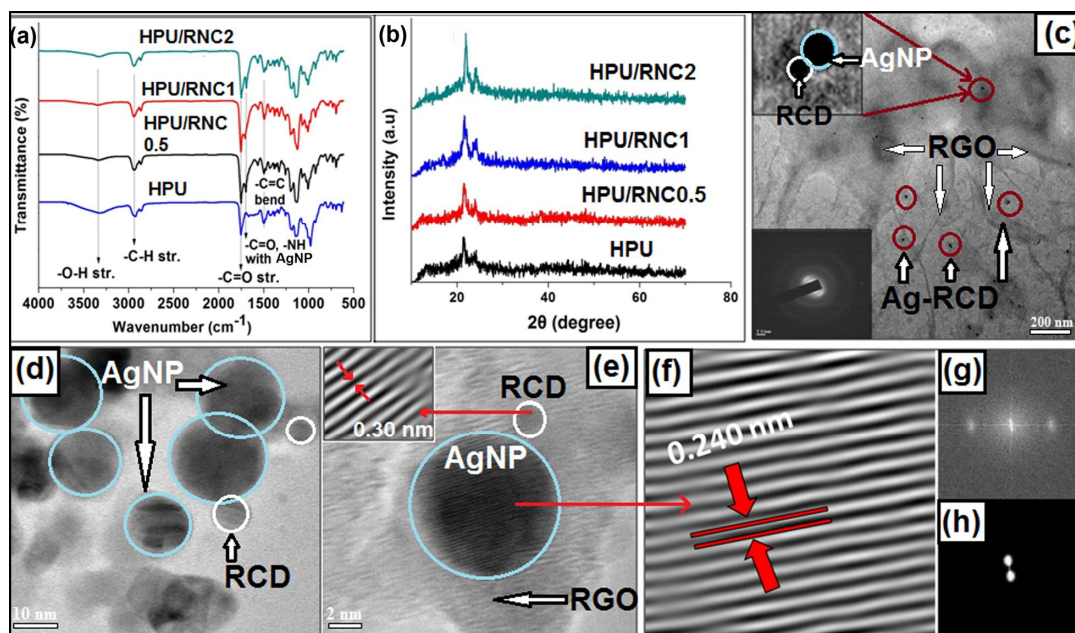 (a)
HPU/RNC2
HPU/RNC1
HPU/RNC
0.5
HPU
-C=C
bend
-C=O, -NH
with AgNP
-O-H str.
-C-H str.
-C=O str.
Transmittance (%)
4000 3500 3000 2500 2000 1500 1000 500
Wavenumber (cm⁻¹)
(b)
HPU/RNC2
HPU/RNC1
HPU/RNC0.5
HPU
Intensity (a.u)
0 20 40 60 80
2θ (degree)
(c)
AgNP
RCD
RGO
Ag-RCD
200 nm
(d)
AgNP
RCD
10 nm
(e)
RCD
0.30 nm
AgNP
RGO
2 nm
(f)
0.240 nm
(g)
(h)